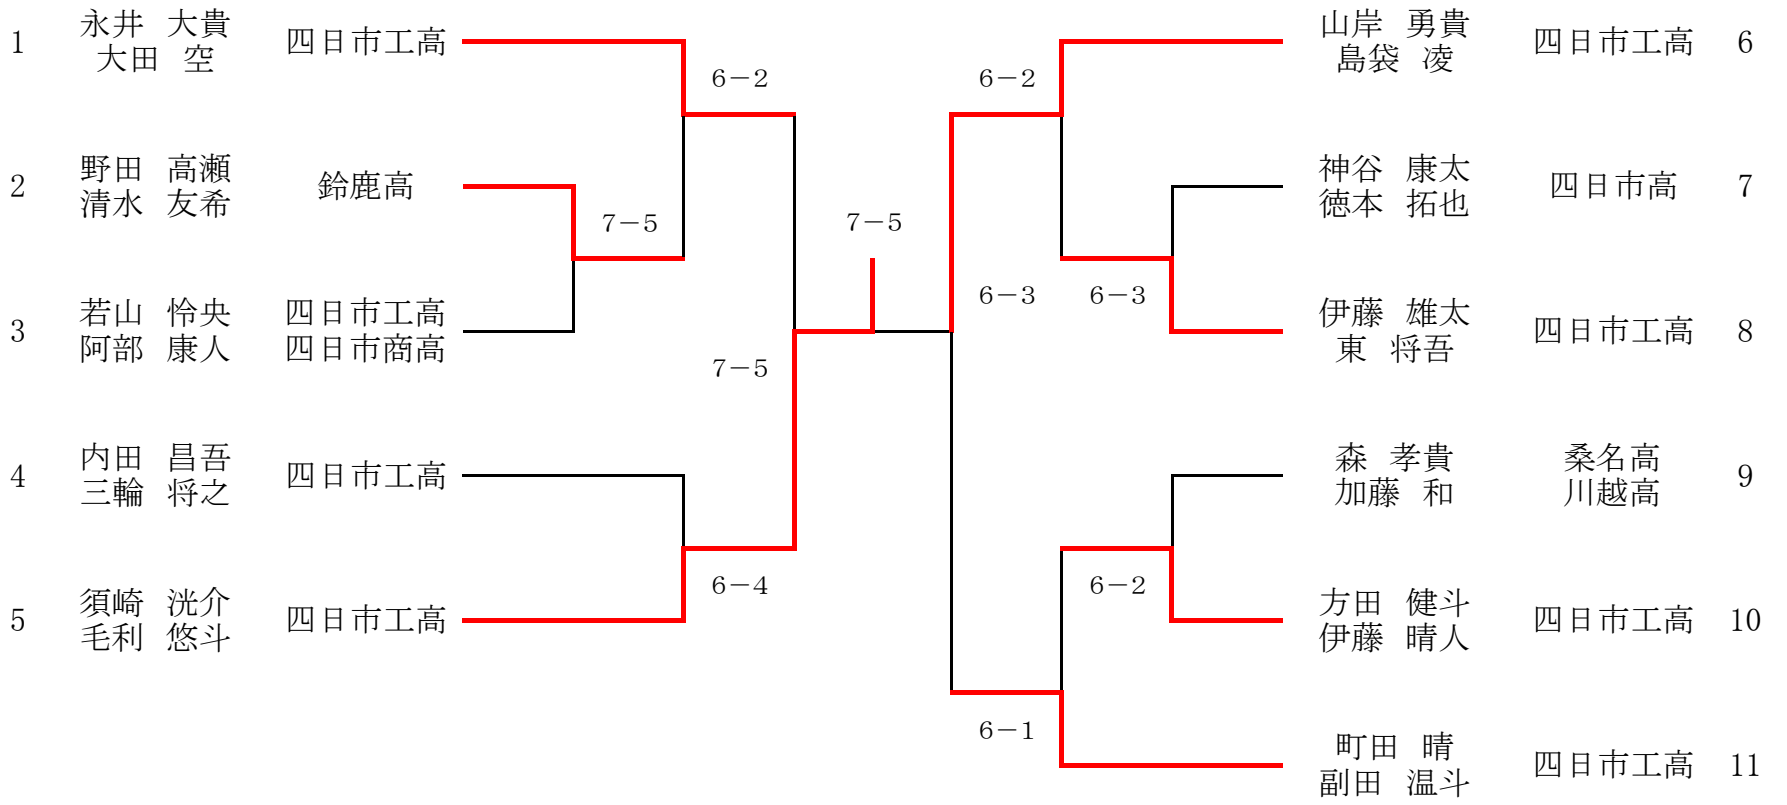 1 永井 大貴 四日市工高
大田 空
6－2
2 野田 高瀬 鈴鹿高
清水 友希
7－5
3 若山 怜央 四日市工高
阿部 康人 四日市商高
7－5
4 内田 昌吾 四日市工高
三輪 将之
6－4
5 須崎 洸介 四日市工高
毛利 悠斗
7－5
山岸 勇貴 四日市工高 6
島袋 凌
6－2
神谷 康太 四日市高 7
徳本 拓也
6－3
6－3
伊藤 雄太 四日市工高 8
東 将吾
森 孝貴 桑名高 9
加藤 和 川越高
6－2
方田 健斗 四日市工高 10
伊藤 晴人
6－1
町田 晴 四日市工高 11
副田 温斗